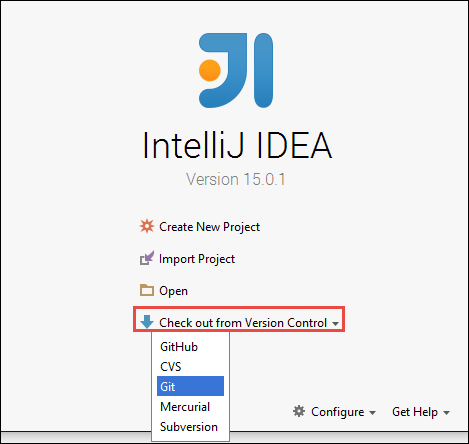 IntelliJ IDEA
Version 15.0.1
Create New Project
Import Project
Open
Check out from Version Control
GitHub
CVS
Git
Mercurial
Subversion
Configure
Get Help